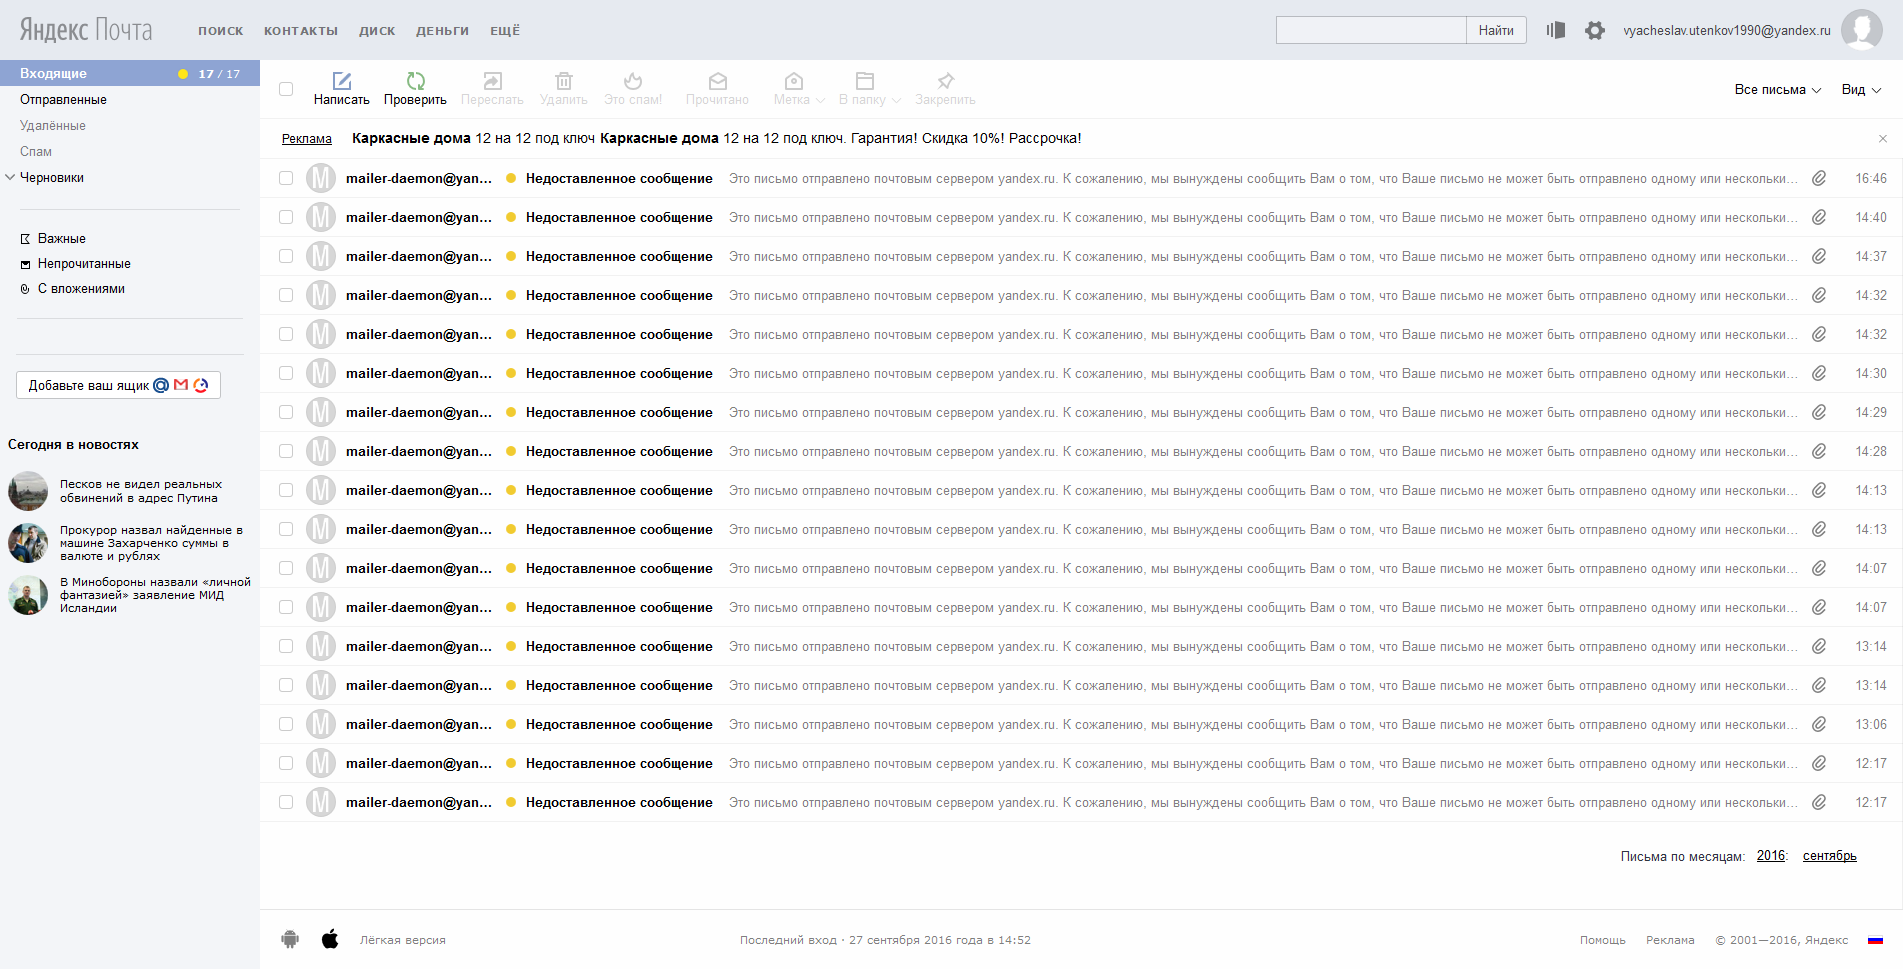 Яндекс Почта
ПОИСК КОНТАКТЫ ДИСК ДЕНЬГИ ЕЩЁ
Найти
vyacheslav.utenkov1990@yandex.ru
Входящие 17 / 17
Отправленные
Удалённые
Спам
Черновики
Важные
Непрочитанные
С вложениями
Добавьте ваш ящик
Сегодня в новостях
Песков не видел реальных
обвинений в адрес Путина
Прокурор назвал найденные в
машине Захарченко суммы в
валюте и рублях
В Минобороны назвали «личной
фантазией» заявление МИД
Исландии
Написать Проверить Переслать Удалить Это спам! Прочитано Метка В папку Закрепить
Все письма Вид
Реклама Каркасные дома 12 на 12 под ключ Каркасные дома 12 на 12 под ключ. Гарантия! Скидка 10%! Рассрочка!
M mailer-daemon@yan... Недоставленное сообщение Это письмо отправлено почтовым сервером yandex.ru. К сожалению, мы вынуждены сообщить Вам о том, что Ваше письмо не может быть отправлено одному или нескольки... 16:46
M mailer-daemon@yan... Недоставленное сообщение Это письмо отправлено почтовым сервером yandex.ru. К сожалению, мы вынуждены сообщить Вам о том, что Ваше письмо не может быть отправлено одному или нескольки... 14:40
M mailer-daemon@yan... Недоставленное сообщение Это письмо отправлено почтовым сервером yandex.ru. К сожалению, мы вынуждены сообщить Вам о том, что Ваше письмо не может быть отправлено одному или нескольки... 14:37
M mailer-daemon@yan... Недоставленное сообщение Это письмо отправлено почтовым сервером yandex.ru. К сожалению, мы вынуждены сообщить Вам о том, что Ваше письмо не может быть отправлено одному или нескольки... 14:32
M mailer-daemon@yan... Недоставленное сообщение Это письмо отправлено почтовым сервером yandex.ru. К сожалению, мы вынуждены сообщить Вам о том, что Ваше письмо не может быть отправлено одному или нескольки... 14:32
M mailer-daemon@yan... Недоставленное сообщение Это письмо отправлено почтовым сервером yandex.ru. К сожалению, мы вынуждены сообщить Вам о том, что Ваше письмо не может быть отправлено одному или нескольки... 14:30
M mailer-daemon@yan... Недоставленное сообщение Это письмо отправлено почтовым сервером yandex.ru. К сожалению, мы вынуждены сообщить Вам о том, что Ваше письмо не может быть отправлено одному или нескольки... 14:29
M mailer-daemon@yan... Недоставленное сообщение Это письмо отправлено почтовым сервером yandex.ru. К сожалению, мы вынуждены сообщить Вам о том, что Ваше письмо не может быть отправлено одному или нескольки... 14:28
M mailer-daemon@yan... Недоставленное сообщение Это письмо отправлено почтовым сервером yandex.ru. К сожалению, мы вынуждены сообщить Вам о том, что Ваше письмо не может быть отправлено одному или нескольки... 14:13
M mailer-daemon@yan... Недоставленное сообщение Это письмо отправлено почтовым сервером yandex.ru. К сожалению, мы вынуждены сообщить Вам о том, что Ваше письмо не может быть отправлено одному или нескольки... 14:13
M mailer-daemon@yan... Недоставленное сообщение Это письмо отправлено почтовым сервером yandex.ru. К сожалению, мы вынуждены сообщить Вам о том, что Ваше письмо не может быть отправлено одному или нескольки... 14:07
M mailer-daemon@yan... Недоставленное сообщение Это письмо отправлено почтовым сервером yandex.ru. К сожалению, мы вынуждены сообщить Вам о том, что Ваше письмо не может быть отправлено одному или нескольки... 14:07
M mailer-daemon@yan... Недоставленное сообщение Это письмо отправлено почтовым сервером yandex.ru. К сожалению, мы вынуждены сообщить Вам о том, что Ваше письмо не может быть отправлено одному или нескольки... 13:14
M mailer-daemon@yan... Недоставленное сообщение Это письмо отправлено почтовым сервером yandex.ru. К сожалению, мы вынуждены сообщить Вам о том, что Ваше письмо не может быть отправлено одному или нескольки... 13:14
M mailer-daemon@yan... Недоставленное сообщение Это письмо отправлено почтовым сервером yandex.ru. К сожалению, мы вынуждены сообщить Вам о том, что Ваше письмо не может быть отправлено одному или нескольки... 13:06
M mailer-daemon@yan... Недоставленное сообщение Это письмо отправлено почтовым сервером yandex.ru. К сожалению, мы вынуждены сообщить Вам о том, что Ваше письмо не может быть отправлено одному или нескольки... 12:17
M mailer-daemon@yan... Недоставленное сообщение Это письмо отправлено почтовым сервером yandex.ru. К сожалению, мы вынуждены сообщить Вам о том, что Ваше письмо не может быть отправлено одному или нескольки... 12:17
Письма по месяцам: 2016: сентябрь
Лёгкая версия Последний вход · 27 сентября 2016 года в 14:52 Помощь Реклама © 2001—2016, Яндекс